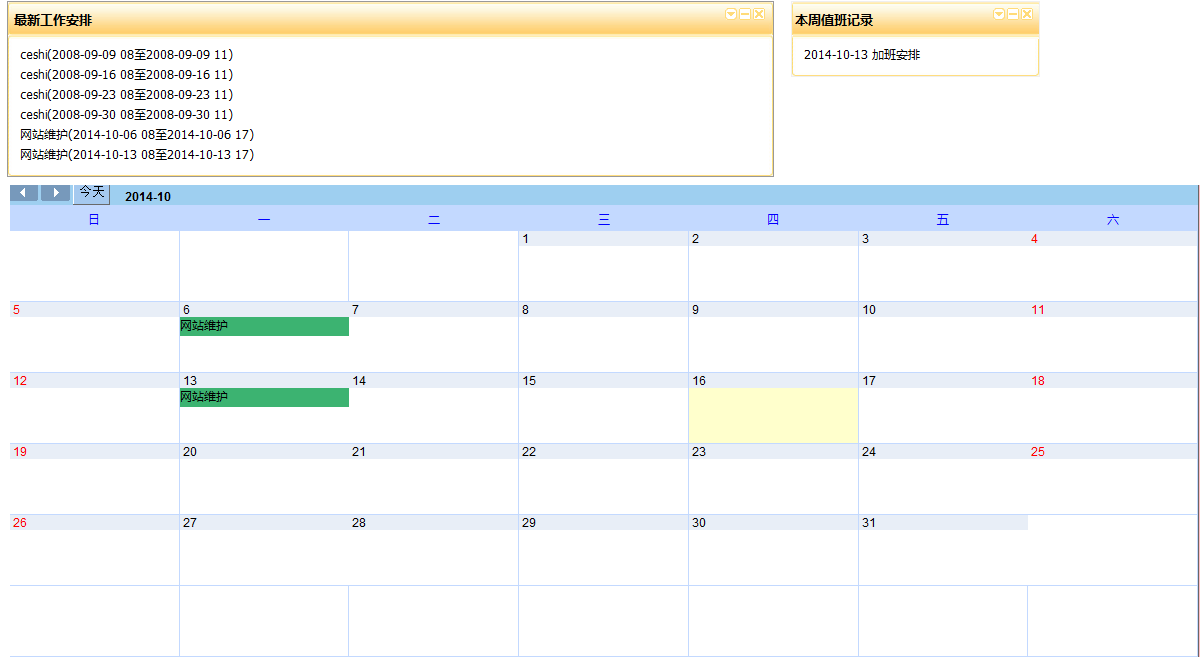 最新工作安排
ceshi(2008-09-09 08至2008-09-09 11)
ceshi(2008-09-16 08至2008-09-16 11)
ceshi(2008-09-23 08至2008-09-23 11)
ceshi(2008-09-30 08至2008-09-30 11)
网站维护(2014-10-06 08至2014-10-06 17)
网站维护(2014-10-13 08至2014-10-13 17)
本周值班记录
2014-10-13 加班安排
今天 2014-10
日 一 二 三 四 五 六
1 2 3 4
5 6 7 8 9 10 11
网站维护
12 13 14 15 16 17 18
网站维护
19 20 21 22 23 24 25
26 27 28 29 30 31